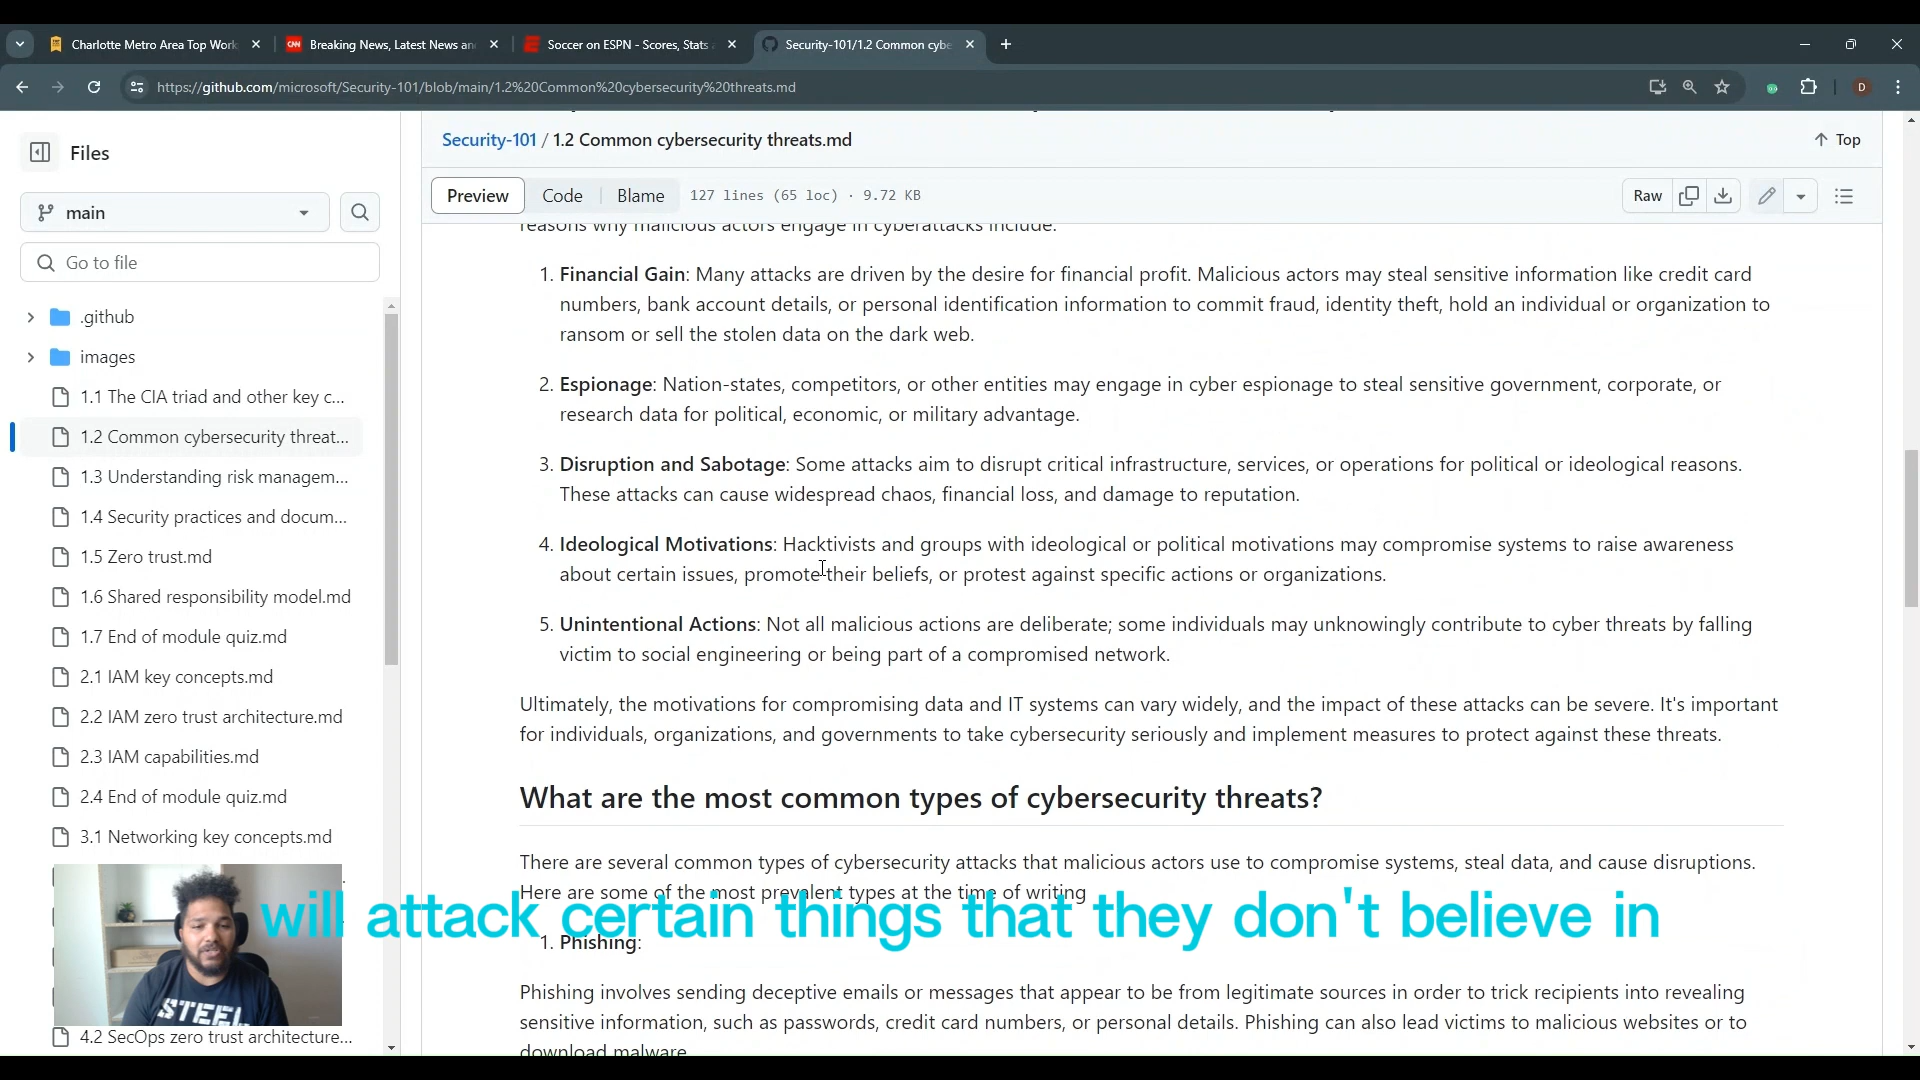 Charlotte Metro Area Top Work
Breaking News, Latest News an
Soccer on ESPN - Scores, Stats
Security-101/1.2 Common cybe
https://github.com/microsoft/Security-101/blob/main/1.2%20Common%20cybersecurity%20threats.md
D
Files
main
Go to file
.github
images
1.1 The CIA triad and other key c...
1.2 Common cybersecurity threat...
1.3 Understanding risk managem...
1.4 Security practices and docum...
1.5 Zero trust.md
1.6 Shared responsibility model.md
1.7 End of module quiz.md
2.1 IAM key concepts.md
2.2 IAM zero trust architecture.md
2.3 IAM capabilities.md
2.4 End of module quiz.md
3.1 Networking key concepts.md
4.2 SecOps zero trust architecture...
Security-101 / 1.2 Common cybersecurity threats.md
Top
Preview
Code
Blame
127 lines (65 loc) · 9.72 KB
Raw
reasons why malicious actors engage in cyberattacks include:
1. Financial Gain: Many attacks are driven by the desire for financial profit. Malicious actors may steal sensitive information like credit card
numbers, bank account details, or personal identification information to commit fraud, identity theft, hold an individual or organization to
ransom or sell the stolen data on the dark web.
2. Espionage: Nation-states, competitors, or other entities may engage in cyber espionage to steal sensitive government, corporate, or
research data for political, economic, or military advantage.
3. Disruption and Sabotage: Some attacks aim to disrupt critical infrastructure, services, or operations for political or ideological reasons.
These attacks can cause widespread chaos, financial loss, and damage to reputation.
4. Ideological Motivations: Hacktivists and groups with ideological or political motivations may compromise systems to raise awareness
about certain issues, promote their beliefs, or protest against specific actions or organizations.
5. Unintentional Actions: Not all malicious actions are deliberate; some individuals may unknowingly contribute to cyber threats by falling
victim to social engineering or being part of a compromised network.
Ultimately, the motivations for compromising data and IT systems can vary widely, and the impact of these attacks can be severe. It's important
for individuals, organizations, and governments to take cybersecurity seriously and implement measures to protect against these threats.
What are the most common types of cybersecurity threats?
There are several common types of cybersecurity attacks that malicious actors use to compromise systems, steal data, and cause disruptions.
Here are some of the most prevalent types at the time of writing
will attack certain things that they don't believe in
1. Phishing:
Phishing involves sending deceptive emails or messages that appear to be from legitimate sources in order to trick recipients into revealing
sensitive information, such as passwords, credit card numbers, or personal details. Phishing can also lead victims to malicious websites or to
download malware.
STEEL